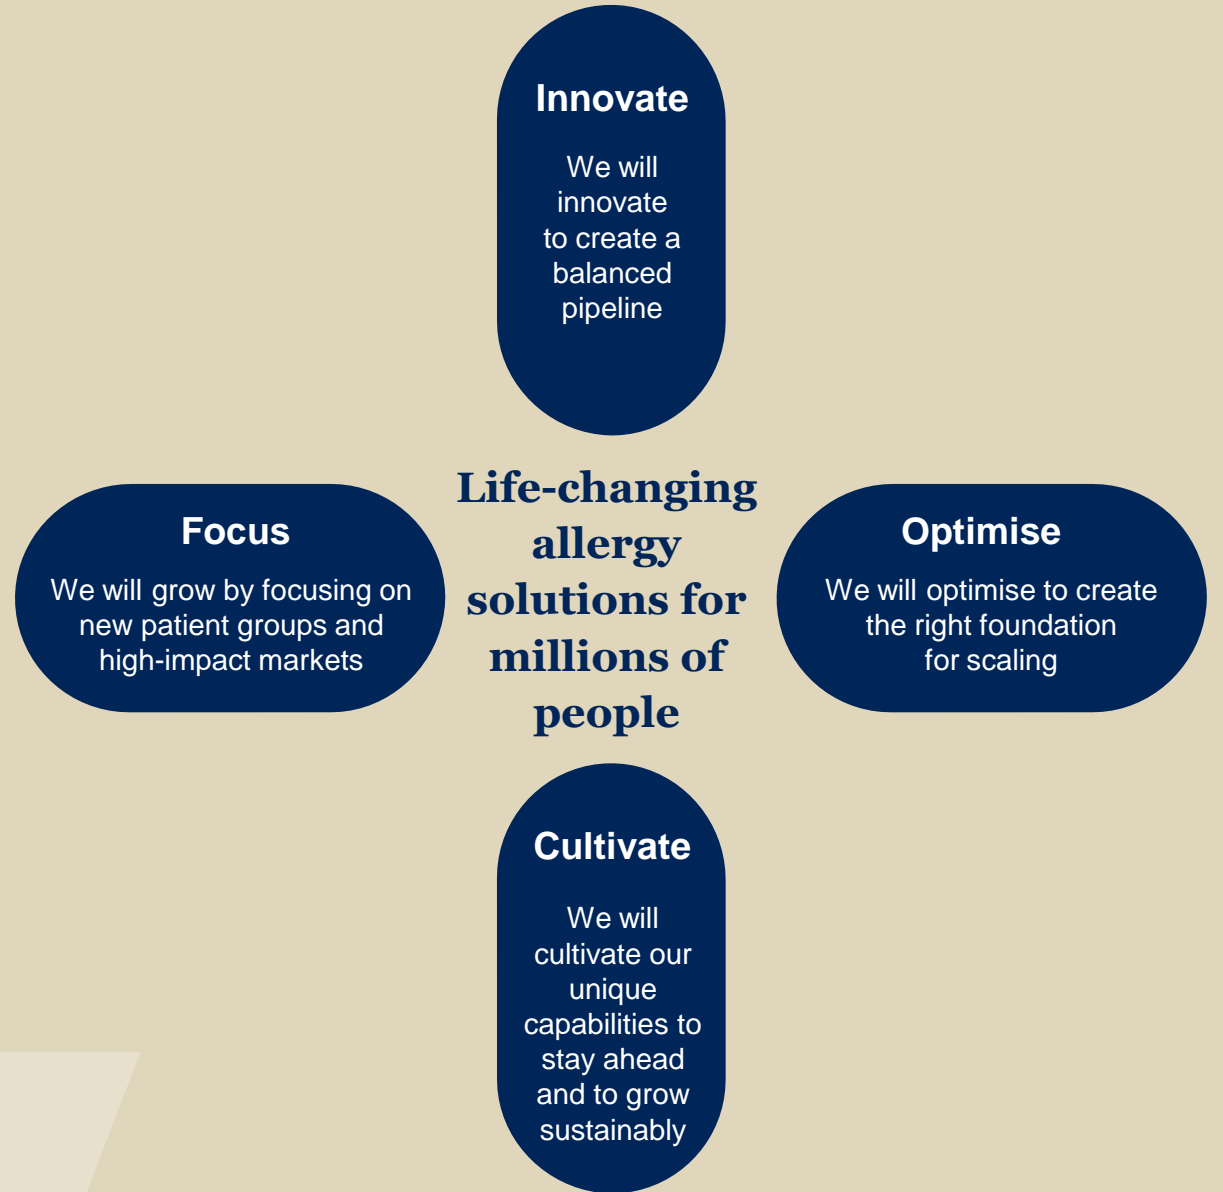 Innovate
We will
innovate
to create a
balanced
pipeline
Focus
We will grow by focusing on
new patient groups and
high-impact markets
Life-changing
allergy
solutions for
millions of
people
Optimise
We will optimise to create
the right foundation
for scaling
Cultivate
We will
cultivate our
unique
capabilities to
stay ahead
and to grow
sustainably